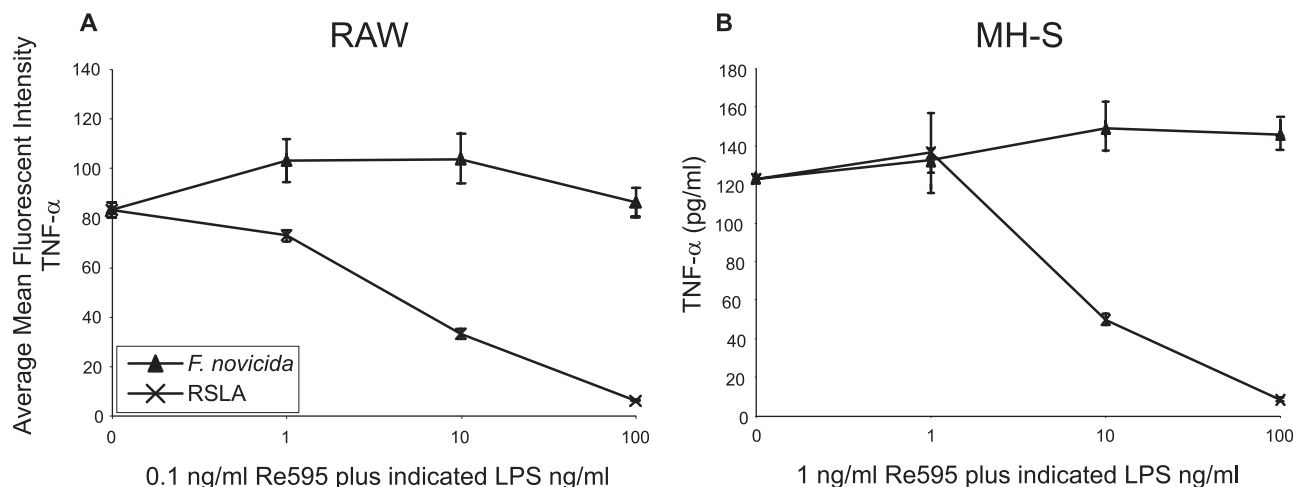 A
RAW
Average Mean Fluorescent Intensity
TNF-α
140
120
100
80
60
40
20
0
F. novicida
RSLA
0 1 10 100
0.1 ng/ml Re595 plus indicated LPS ng/ml
B
MH-S
TNF-α (pg/ml)
180
160
140
120
100
80
60
40
20
0
0 1 10 100
1 ng/ml Re595 plus indicated LPS ng/ml